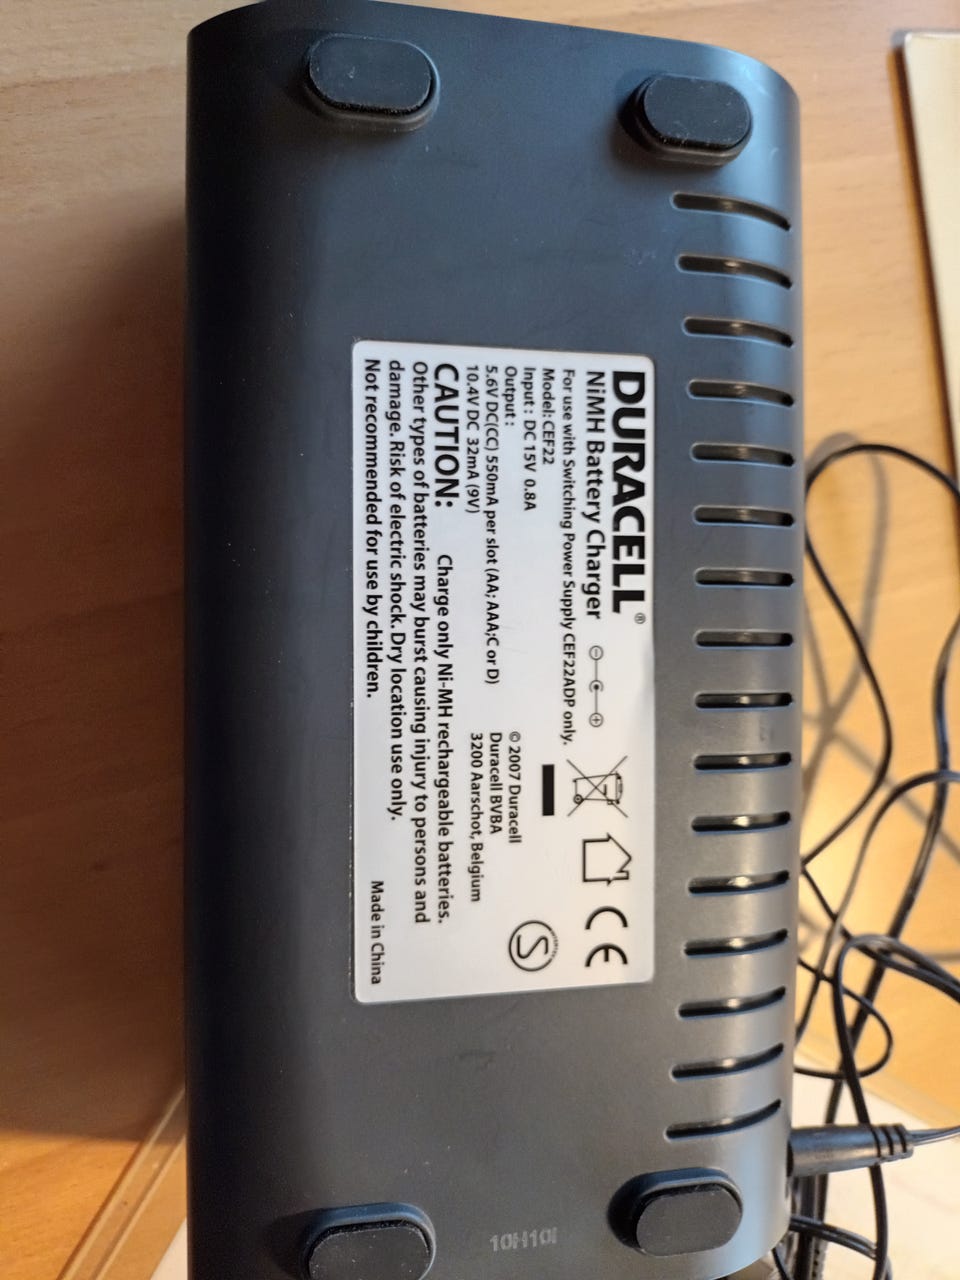 DURACELL®
NiMH Battery Charger
For use with Switching Power Supply CEF22ADP only.
Model: CEF22
Input : DC 15V 0.8A
Output :
5.6V DC(CC) 550mA per slot (AA; AAA;C or D)
10.4V DC 32mA (9V)
© 2007 Duracell
Duracell BVBA
3200 Aarschot, Belgium
CE
S
CAUTION: Charge only Ni-MH rechargeable batteries.
Other types of batteries may burst causing injury to persons and
damage. Risk of electric shock. Dry location use only.
Not recommended for use by children.
Made in China
10H10I